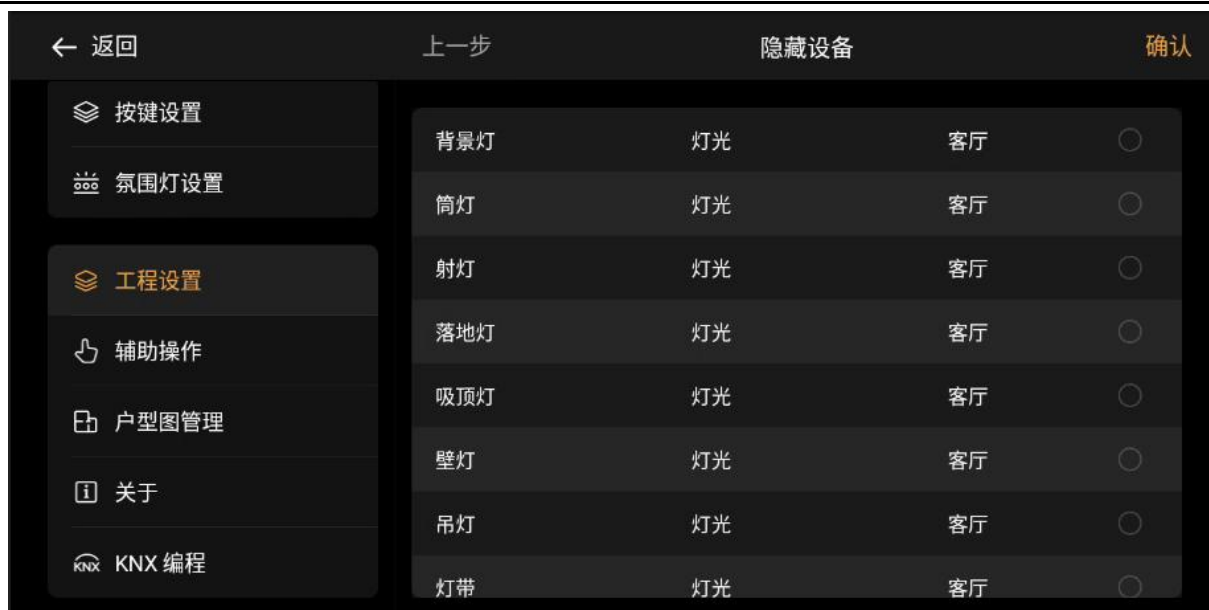 返回
上一步
隐藏设备
确认
按键设置
氛围灯设置
工程设置
辅助操作
户型图管理
关于
KNX 编程
背景灯 灯光 客厅
筒灯 灯光 客厅
射灯 灯光 客厅
落地灯 灯光 客厅
吸顶灯 灯光 客厅
壁灯 灯光 客厅
吊灯 灯光 客厅
灯带 灯光 客厅